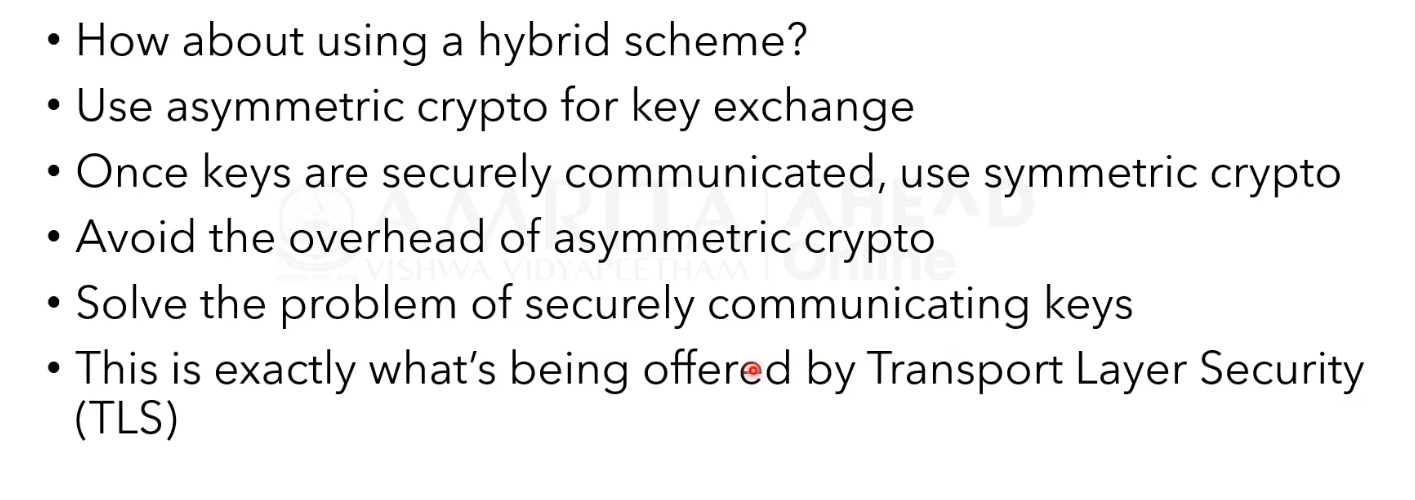 • How about using a hybrid scheme?
• Use asymmetric crypto for key exchange
• Once keys are securely communicated, use symmetric crypto
• Avoid the overhead of asymmetric crypto
• Solve the problem of securely communicating keys
• This is exactly what's being offered by Transport Layer Security
(TLS)
AMRITA AHEAD
VISHWA VIDYAPEETHAM Online